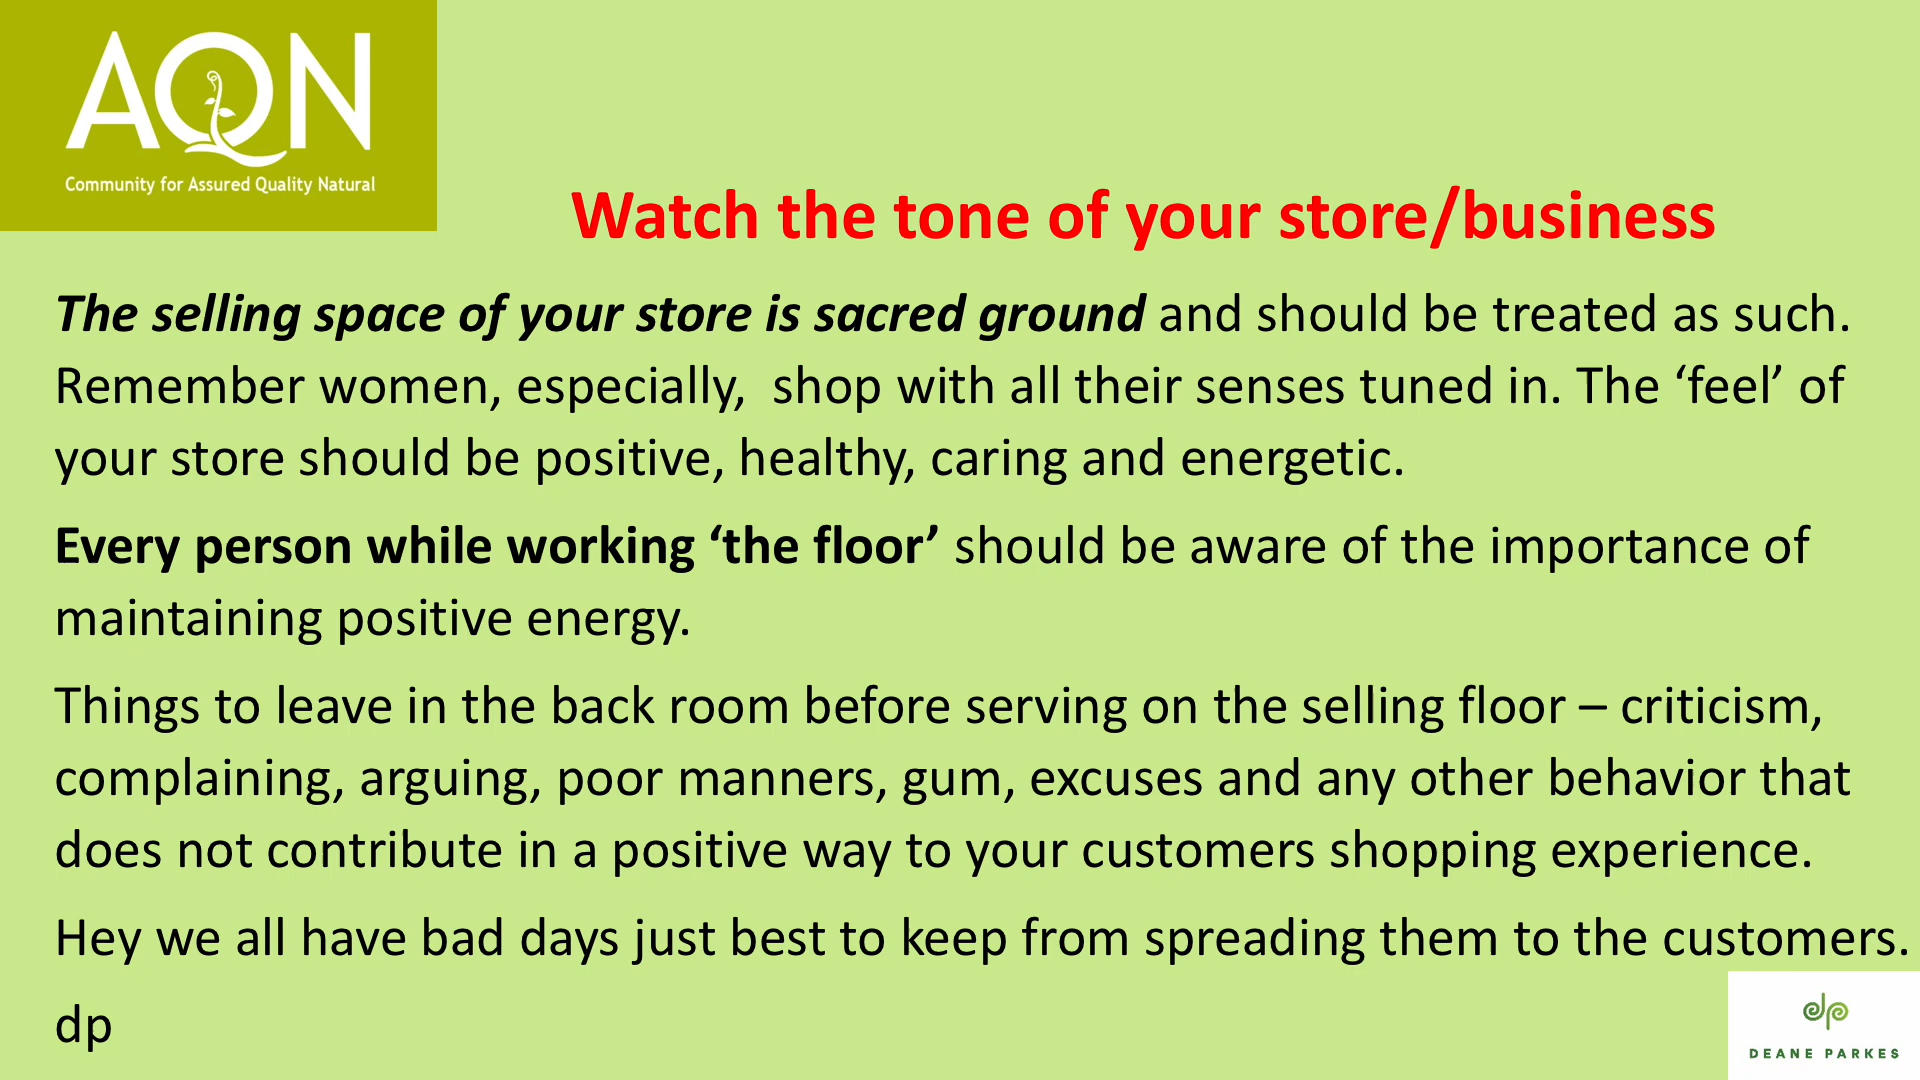 AQN
Community for Assured Quality Natural
Watch the tone of your store/business
The selling space of your store is sacred ground and should be treated as such.
Remember women, especially,  shop with all their senses tuned in. The ‘feel’ of
your store should be positive, healthy, caring and energetic.
Every person while working ‘the floor’ should be aware of the importance of
maintaining positive energy.
Things to leave in the back room before serving on the selling floor – criticism,
complaining, arguing, poor manners, gum, excuses and any other behavior that
does not contribute in a positive way to your customers shopping experience.
Hey we all have bad days just best to keep from spreading them to the customers.
dp
dp
DEANE PARKES